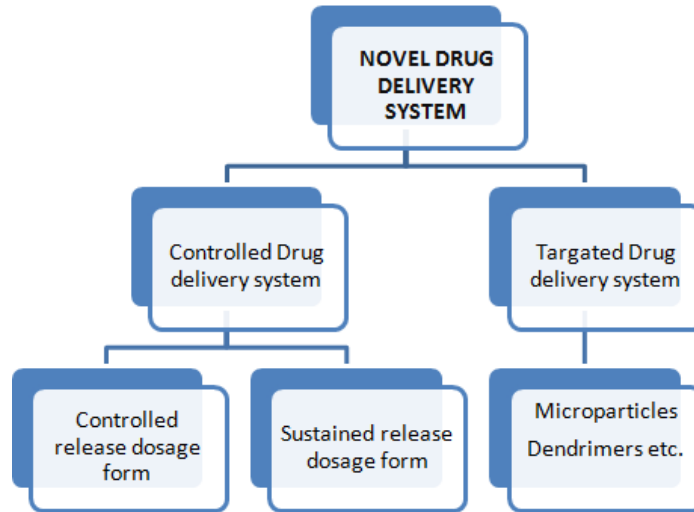 NOVEL DRUG
DELIVERY
SYSTEM
Controlled Drug
delivery system
Targated Drug
delivery system
Controlled
release dosage
form
Sustained release
dosage form
Microparticles
Dendrimers etc.